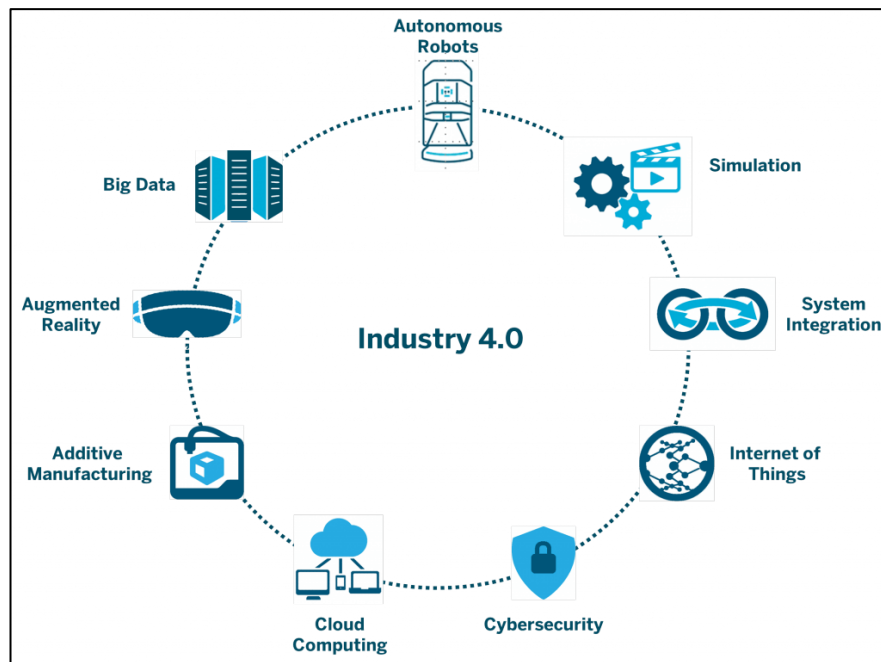 Autonomous
Robots
Simulation
Big Data
System
Integration
Augmented
Reality
Industry 4.0
Internet of
Things
Additive
Manufacturing
Cybersecurity
Cloud
Computing